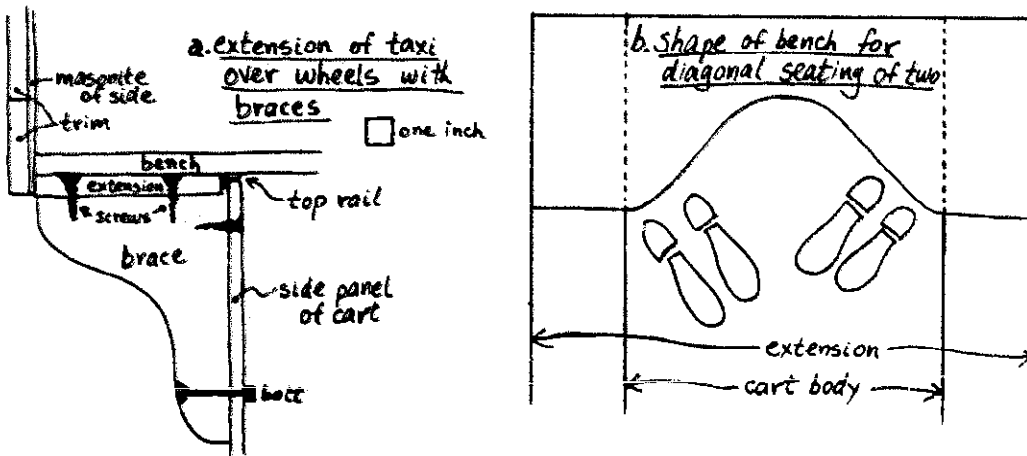 a. extension of taxi
over wheels with
braces
one inch
masonite
of side
trim
bench
extension
screws
top rail
brace
side panel
of cart
bolt
b. shape of bench for
diagonal seating of two
extension
cart body